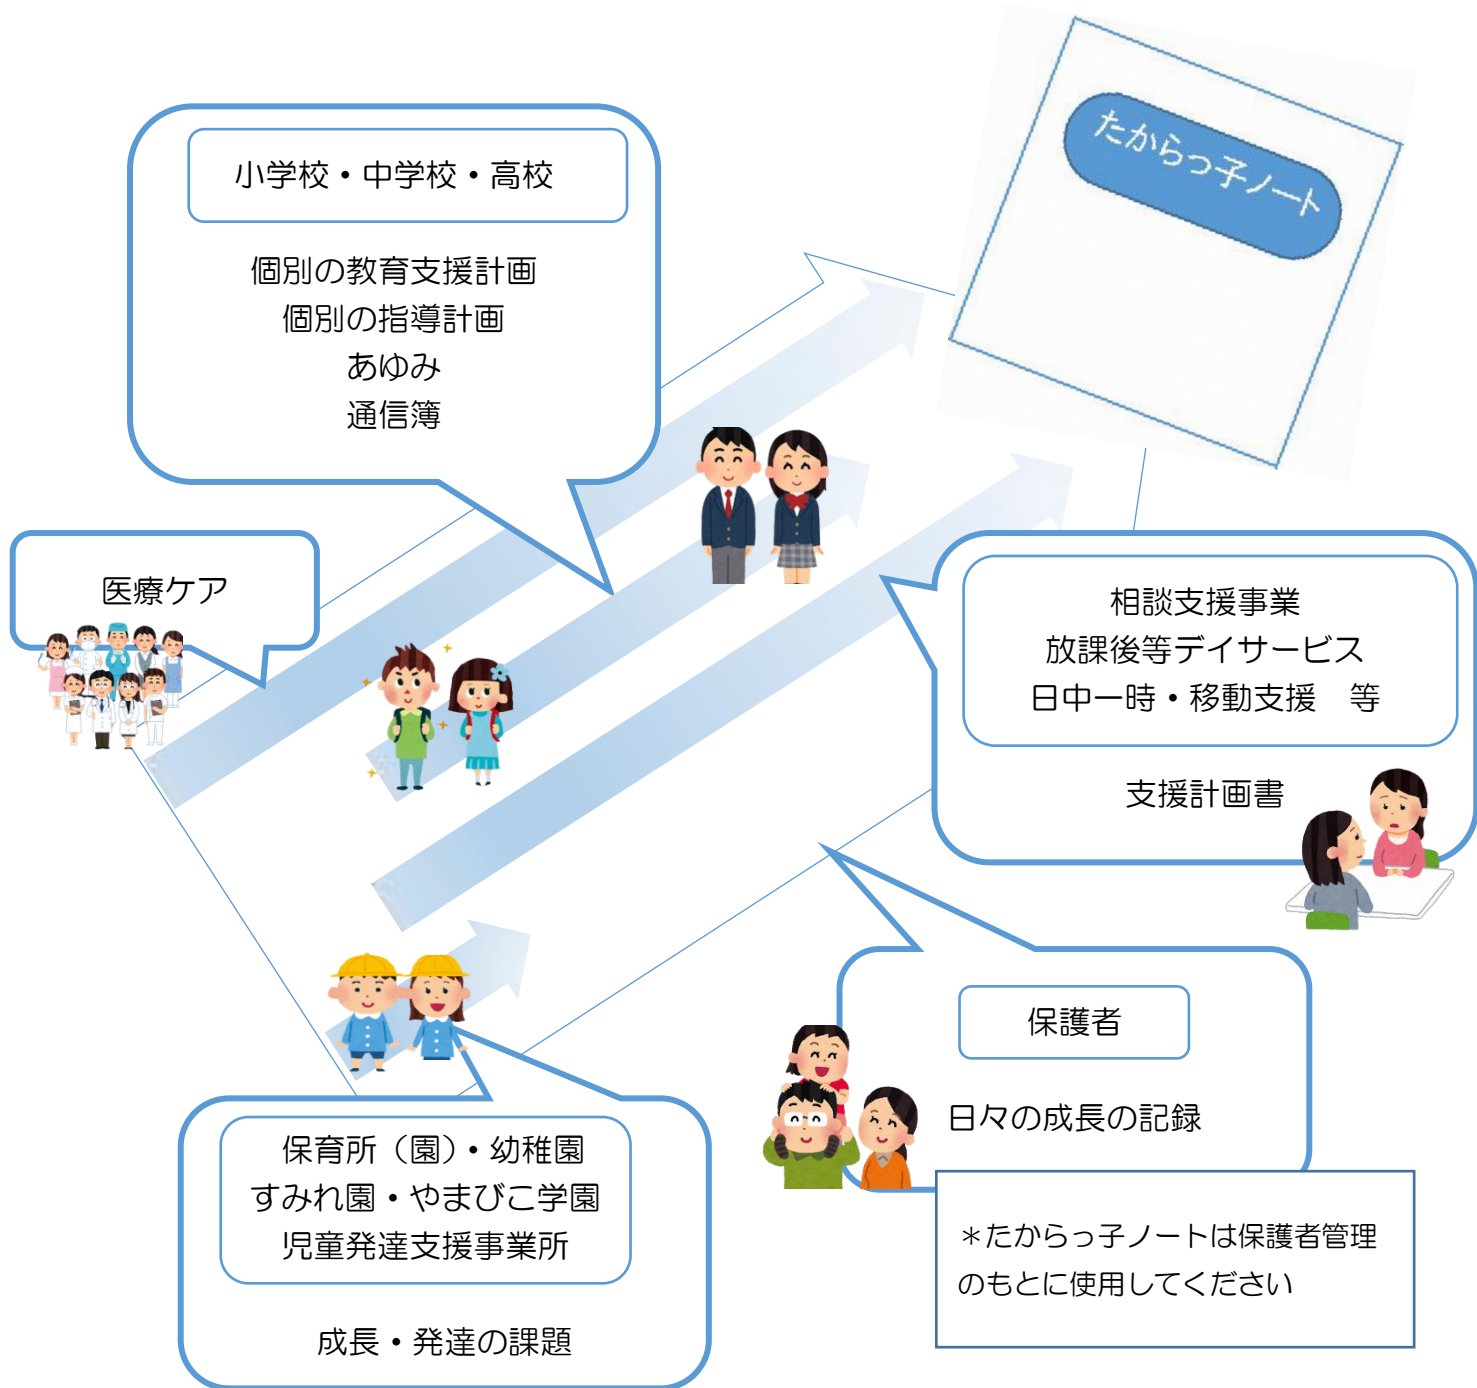 たからっ子ノート
小学校・中学校・高校
個別の教育支援計画
個別の指導計画
あゆみ
通信簿
医療ケア
相談支援事業
放課後等デイサービス
日中一時・移動支援　等
支援計画書
保護者
日々の成長の記録
＊たからっ子ノートは保護者管理
のもとに使用してください
保育所（園）・幼稚園
すみれ園・やまびこ学園
児童発達支援事業所
成長・発達の課題